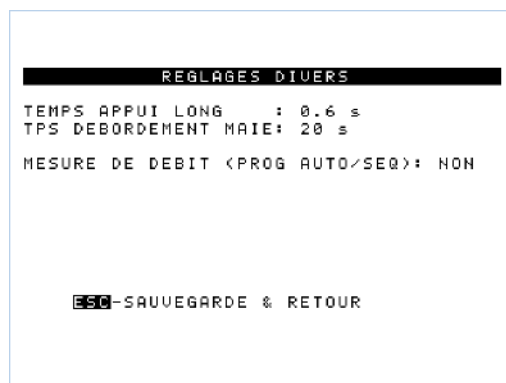 REGLAGES DIVERS
TEMPS APPUI LONG    : 0.6 s
TPS DEBORDEMENT MAIE: 20 s
MESURE DE DEBIT (PROG AUTO/SEQ): NON
ESC-SAUVEGARDE & RETOUR